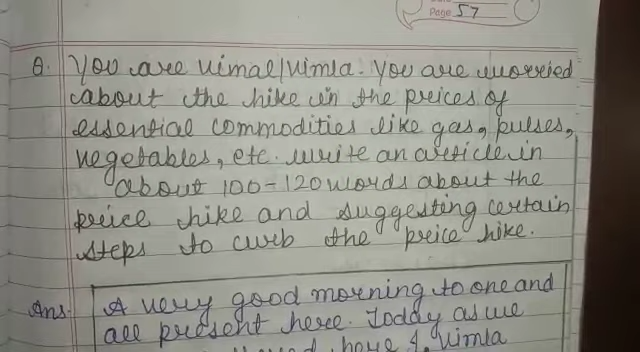 Page 57
Q. You are Vimal/Vimla. You are worried
about the hike in the prices of
essential commodities like gas, pulses,
vegetables, etc. write an article in
about 100-120 words about the
price hike and suggesting certain
steps to curb the price hike.
Ans. A very good morning to one and
all present here. Today as we
here I, Vimla